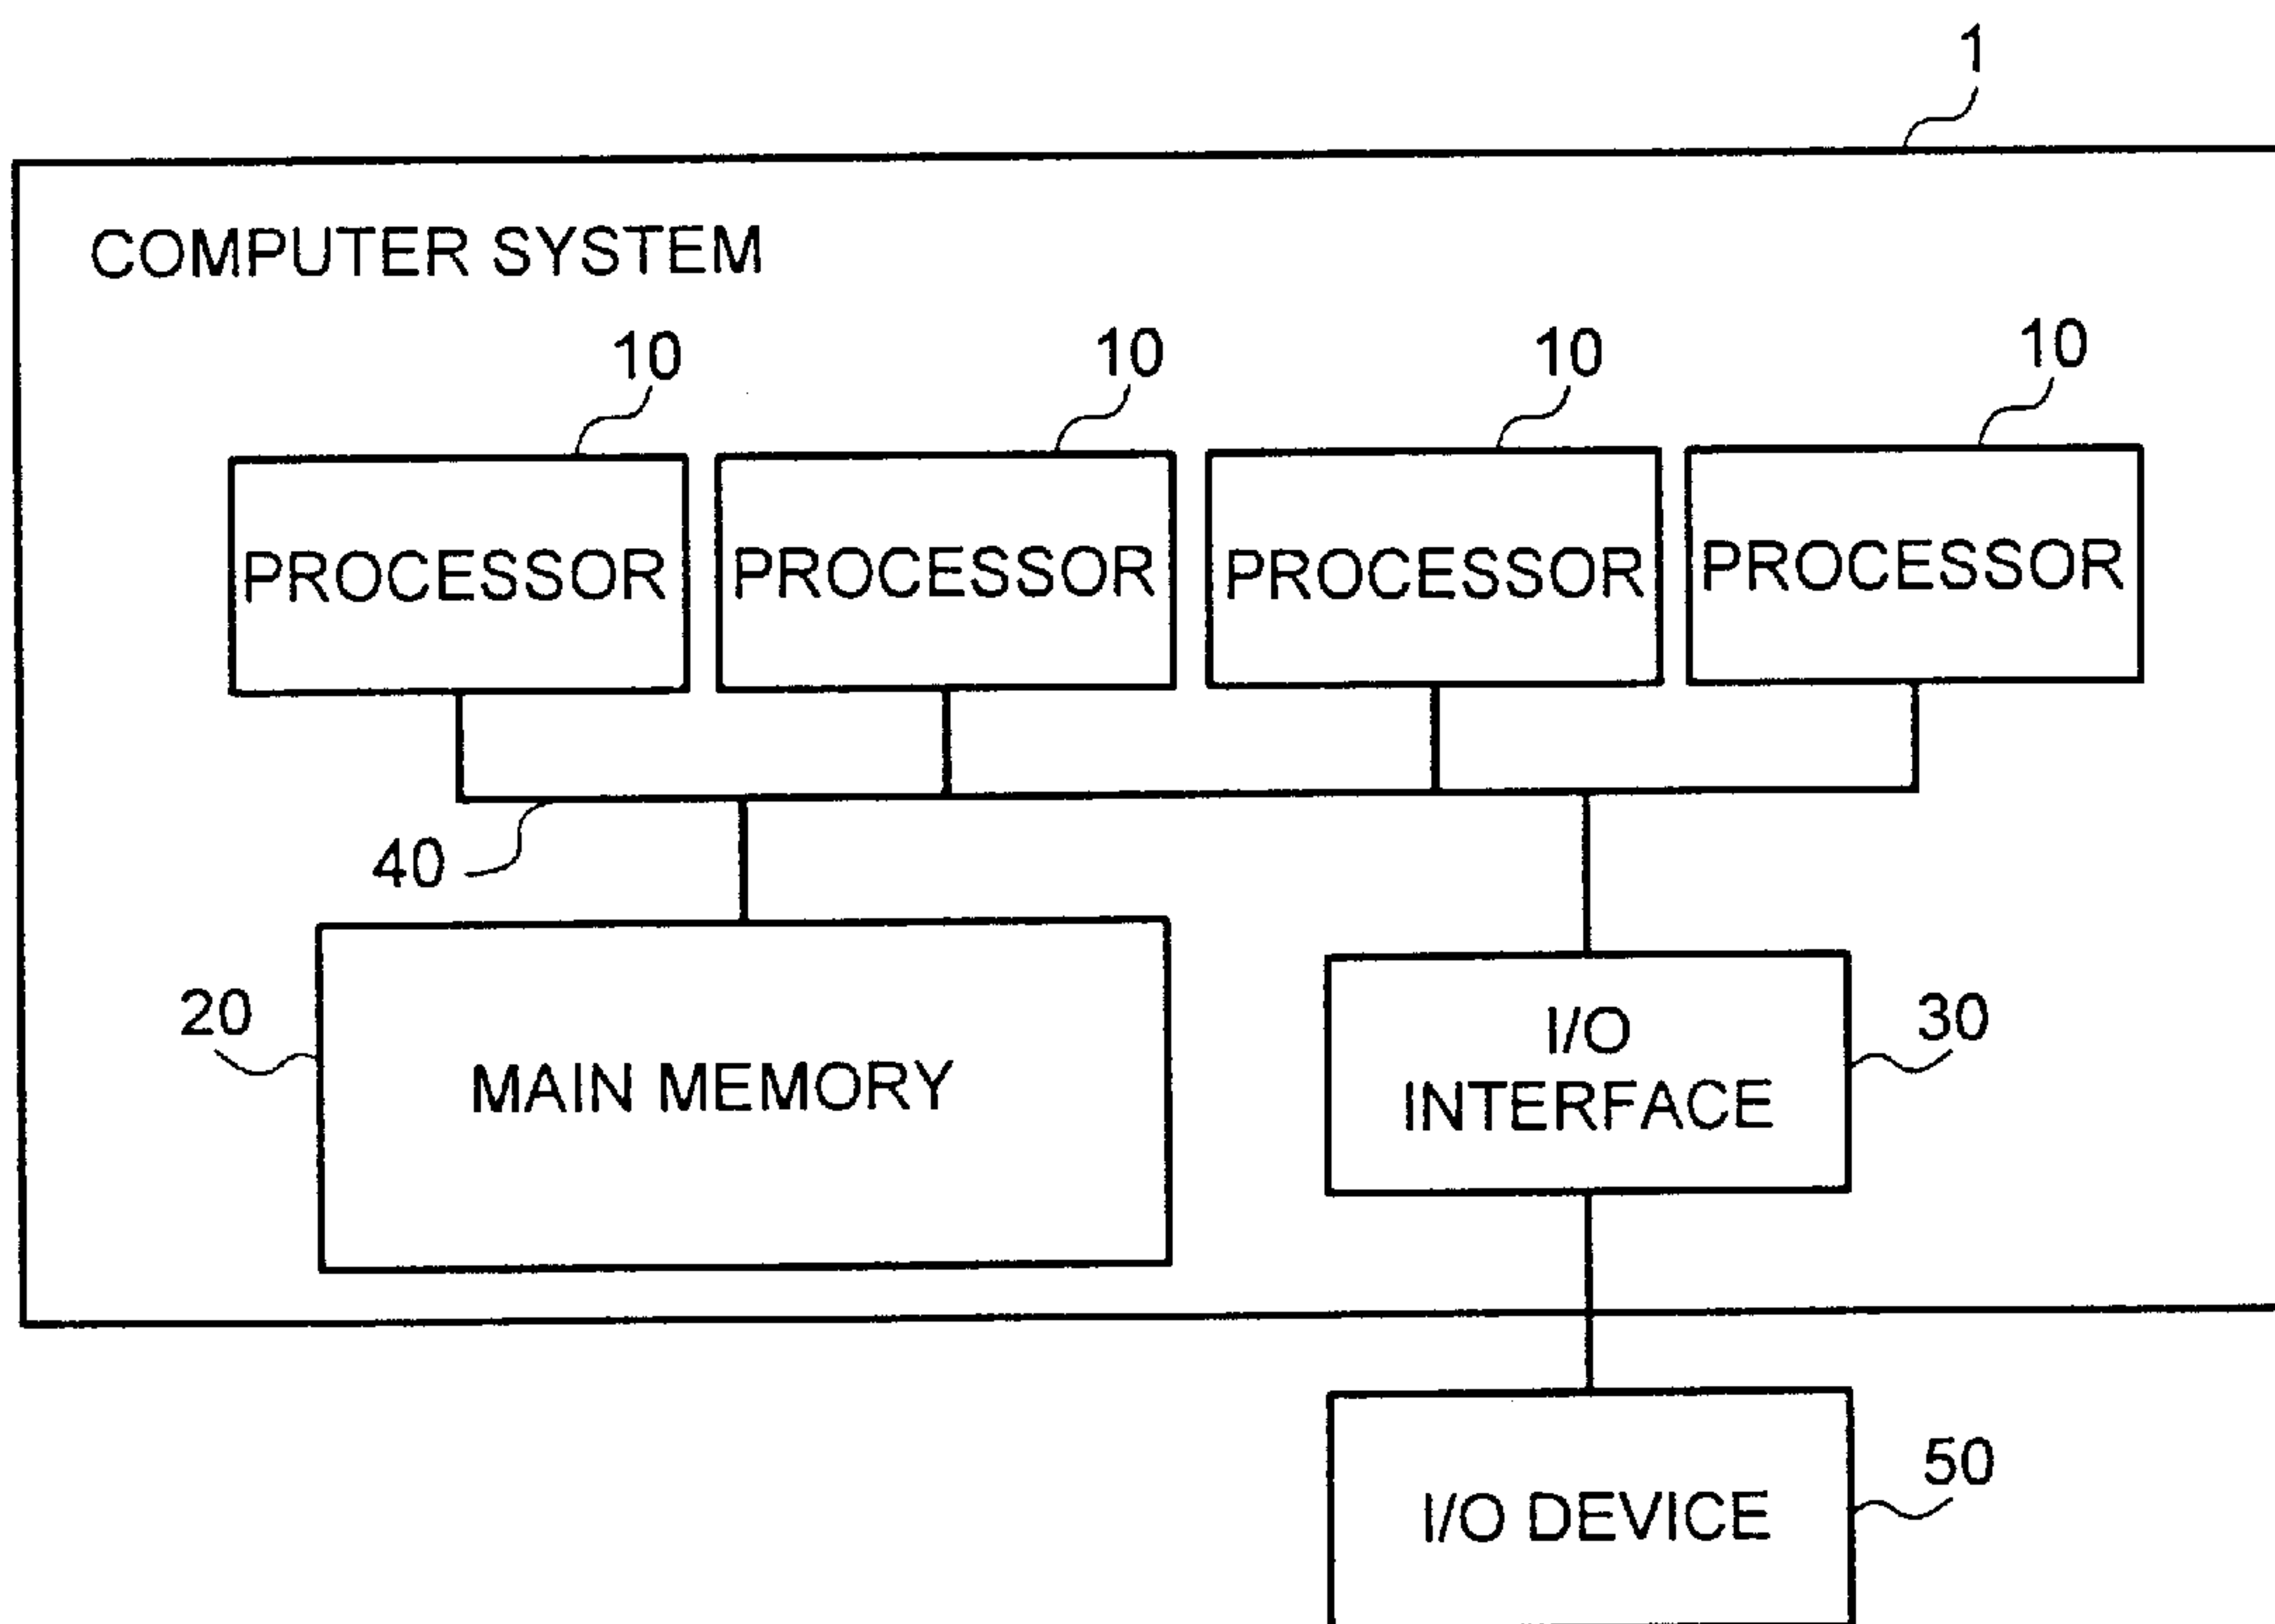 1
COMPUTER SYSTEM
10 10 10 10
PROCESSOR PROCESSOR PROCESSOR PROCESSOR
40
20
MAIN MEMORY
I/O
INTERFACE
30
I/O DEVICE
50